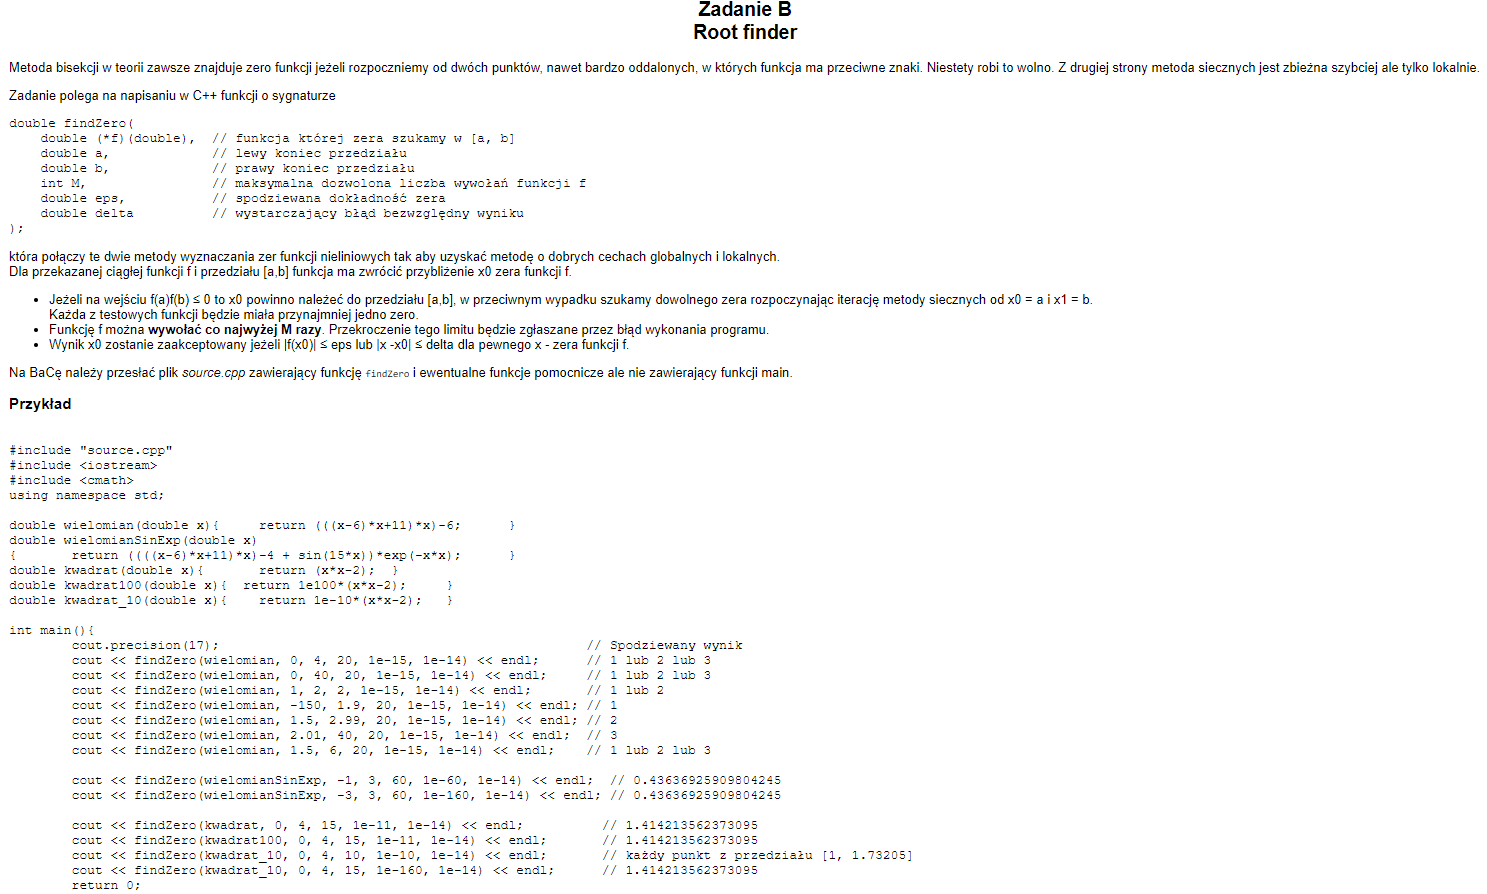 Zadanie B
Root finder
Metoda bisekcji w teorii zawsze znajduje zero funkcji jeżeli rozpoczniemy od dwóch punktów, nawet bardzo oddalonych, w których funkcja ma przeciwne znaki. Niestety robi to wolno. Z drugiej strony metoda siecznych jest zbieżna szybciej ale tylko lokalnie.
Zadanie polega na napisaniu w C++ funkcji o sygnaturze
double findZero(
    double (*f)(double),  // funkcja której zera szukamy w [a, b]
    double a,             // lewy koniec przedziału
    double b,             // prawy koniec przedziału
    int M,                // maksymalna dozwolona liczba wywołań funkcji f
    double eps,           // spodziewana dokładność zera
    double delta          // wystarczający błąd bezwzględny wyniku
);
która połączy te dwie metody wyznaczania zer funkcji nieliniowych tak aby uzyskać metodę o dobrych cechach globalnych i lokalnych.
Dla przekazanej ciągłej funkcji f i przedziału [a,b] funkcja ma zwrócić przybliżenie x0 zera funkcji f.
• Jeżeli na wejściu f(a)f(b) ≤ 0 to x0 powinno należeć do przedziału [a,b], w przeciwnym wypadku szukamy dowolnego zera rozpoczynając iterację metody siecznych od x0 = a i x1 = b.
Każda z testowych funkcji będzie miała przynajmniej jedno zero.
• Funkcję f można wywołać co najwyżej M razy. Przekroczenie tego limitu będzie zgłaszane przez błąd wykonania programu.
• Wynik x0 zostanie zaakceptowany jeżeli |f(x0)| ≤ eps lub |x -x0| ≤ delta dla pewnego x - zera funkcji f.
Na BaCę należy przesłać plik source.cpp zawierający funkcję findZero i ewentualne funkcje pomocnicze ale nie zawierający funkcji main.
Przykład
#include "source.cpp"
#include <iostream>
#include <cmath>
using namespace std;
double wielomian(double x){     return (((x-6)*x+11)*x)-6;      }
double wielomianSinExp(double x)
{       return ((((x-6)*x+11)*x)-4 + sin(15*x))*exp(-x*x);      }
double kwadrat(double x){       return (x*x-2);  }
double kwadrat100(double x){  return 1e100*(x*x-2);     }
double kwadrat_10(double x){    return 1e-10*(x*x-2);   }
int main(){
        cout.precision(17);                                // Spodziewany wynik
        cout << findZero(wielomian, 0, 4, 20, 1e-15, 1e-14) << endl;      // 1 lub 2 lub 3
        cout << findZero(wielomian, 0, 40, 20, 1e-15, 1e-14) << endl;     // 1 lub 2 lub 3
        cout << findZero(wielomian, 1, 2, 2, 1e-15, 1e-14) << endl;       // 1 lub 2
        cout << findZero(wielomian, -150, 1.9, 20, 1e-15, 1e-14) << endl; // 1
        cout << findZero(wielomian, 1.5, 2.99, 20, 1e-15, 1e-14) << endl; // 2
        cout << findZero(wielomian, 2.01, 40, 20, 1e-15, 1e-14) << endl;  // 3
        cout << findZero(wielomian, 1.5, 6, 20, 1e-15, 1e-14) << endl;    // 1 lub 2 lub 3
        cout << findZero(wielomianSinExp, -1, 3, 60, 1e-60, 1e-14) << endl;  // 0.43636925909804245
        cout << findZero(wielomianSinExp, -3, 3, 60, 1e-160, 1e-14) << endl; // 0.43636925909804245
        cout << findZero(kwadrat, 0, 4, 15, 1e-11, 1e-14) << endl;          // 1.414213562373095
        cout << findZero(kwadrat100, 0, 4, 15, 1e-11, 1e-14) << endl;       // 1.414213562373095
        cout << findZero(kwadrat_10, 0, 4, 10, 1e-10, 1e-14) << endl;       // każdy punkt z przedziału [1, 1.73205]
        cout << findZero(kwadrat_10, 0, 4, 15, 1e-160, 1e-14) << endl;      // 1.414213562373095
        return 0;